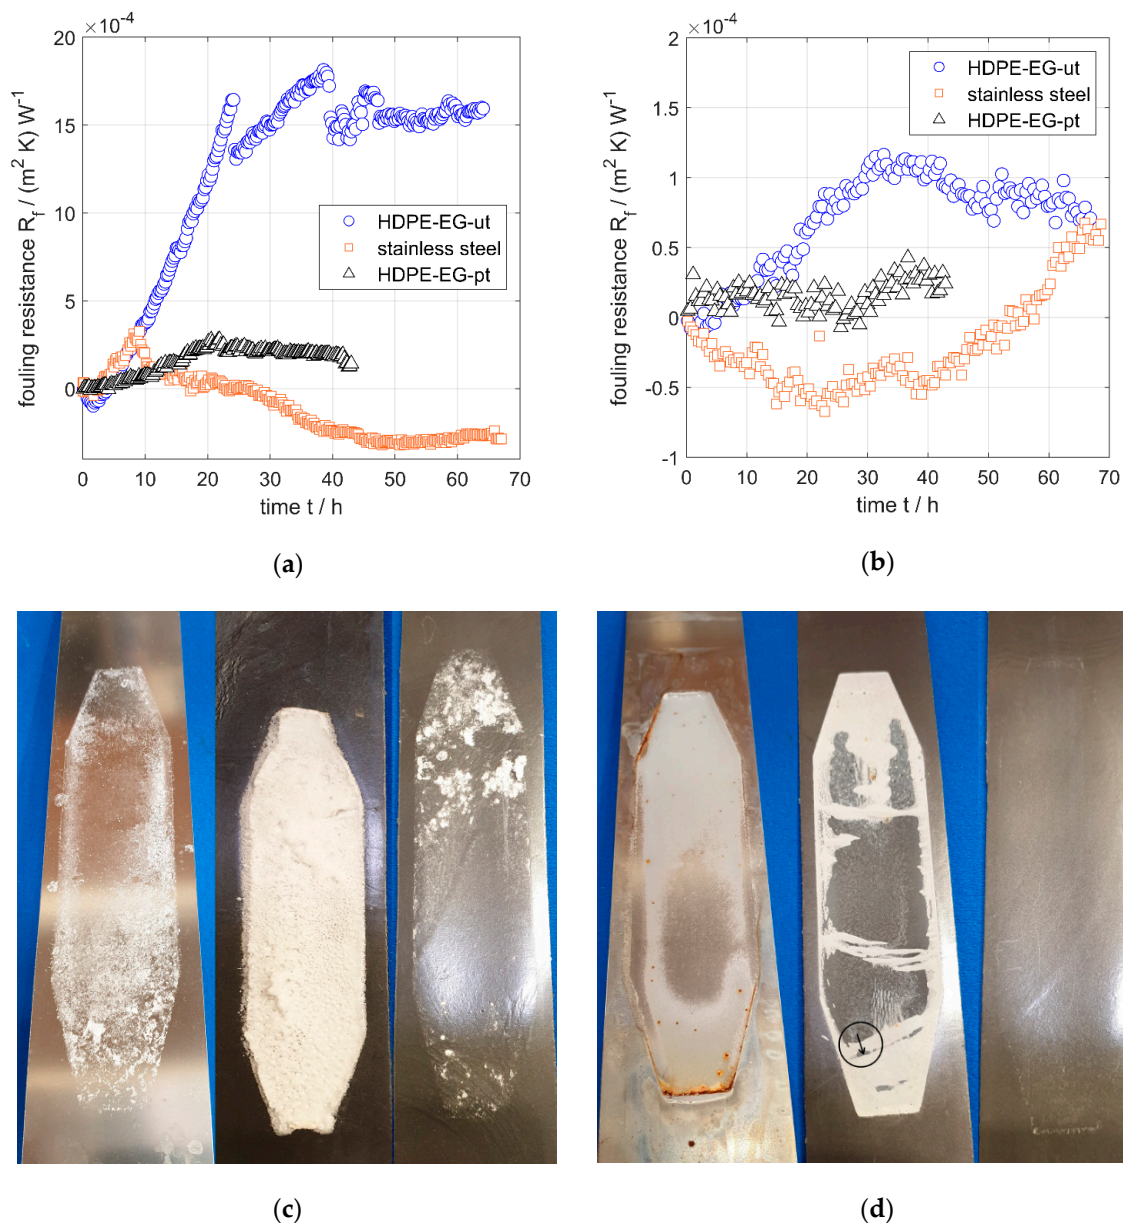 ×10⁻⁴
20
15
10
5
0
fouling resistance R_f / (m² K) W⁻¹
HDPE-EG-ut
stainless steel
HDPE-EG-pt
0 10 20 30 40 50 60 70
time t / h
(a)
×10⁻⁴
2
1.5
1
0.5
0
-0.5
-1
fouling resistance R_f / (m² K) W⁻¹
HDPE-EG-ut
stainless steel
HDPE-EG-pt
0 10 20 30 40 50 60 70
time t / h
(b)
(c)
(d)